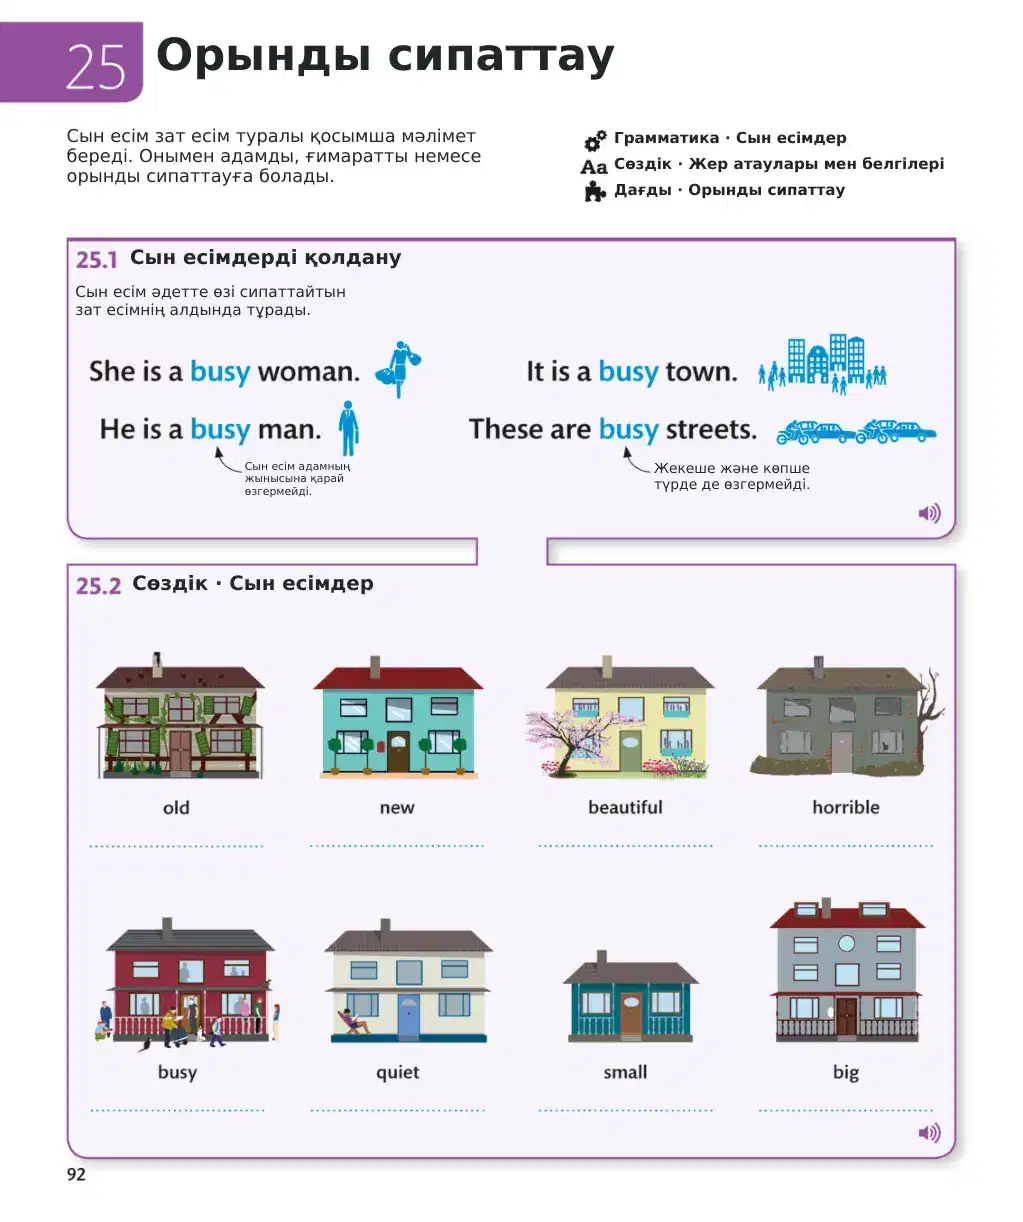 25 Орынды сипаттау
Сын есім зат есім туралы қосымша мәлімет
береді. Онымен адамды, ғимаратты немесе
орынды сипаттауға болады.
Грамматика · Сын есімдер
Aa Сөздік · Жер атаулары мен белгілері
Дағды · Орынды сипаттау
25.1 Сын есімдерді қолдану
Сын есім әдетте өзі сипаттайтын
зат есімнің алдында тұрады.
She is a busy woman.
He is a busy man.
Сын есім адамның
жынысына қарай
өзгермейді.
It is a busy town.
These are busy streets.
Жекеше және көпше
түрде де өзгермейді.
25.2 Сөздік · Сын есімдер
old
new
beautiful
horrible
busy
quiet
small
big
92